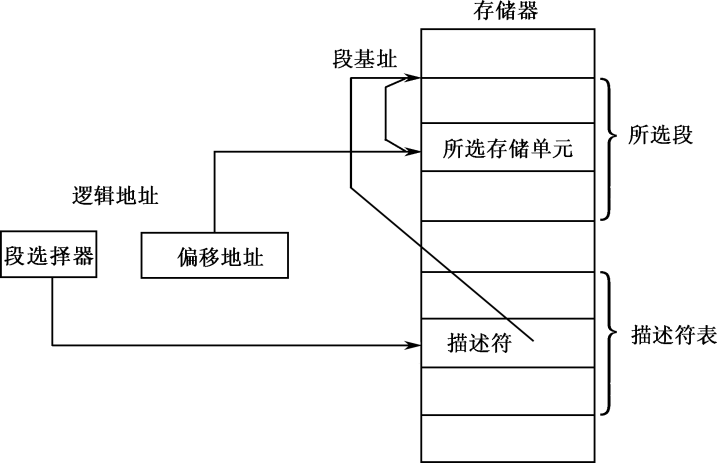 存储器
段基址
所选段
所选存储单元
逻辑地址
段选择器
偏移地址
描述符
描述符表